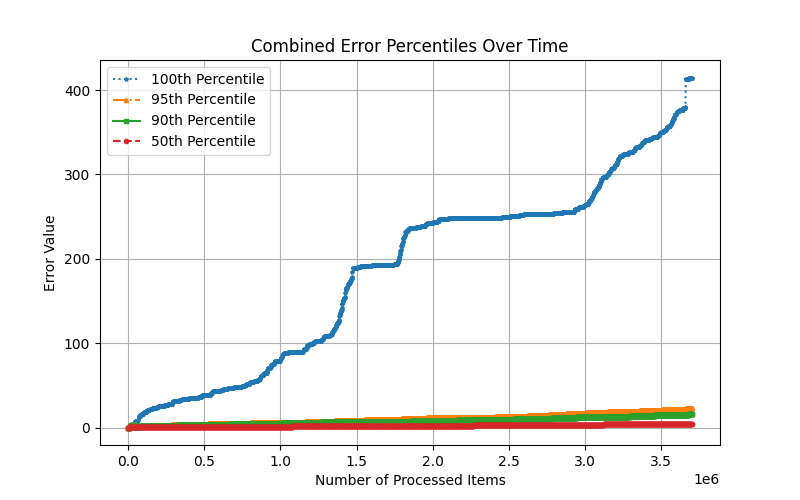 Combined Error Percentiles Over Time
100th Percentile
95th Percentile
90th Percentile
50th Percentile
Error Value
400
300
200
100
0
0.0 0.5 1.0 1.5 2.0 2.5 3.0 3.5
1e6
Number of Processed Items